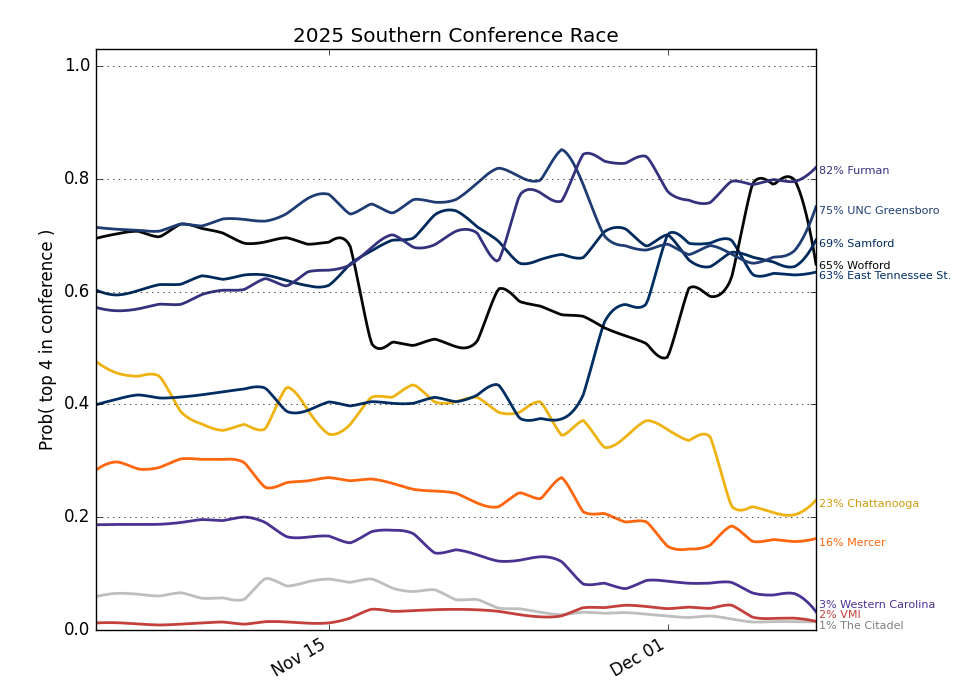 2025 Southern Conference Race
Prob( top 4 in conference )
1.0
0.8
0.6
0.4
0.2
0.0
Nov 15
Dec 01
82% Furman
75% UNC Greensboro
69% Samford
65% Wofford
63% East Tennessee St.
23% Chattanooga
16% Mercer
3% Western Carolina
2% VMI
1% The Citadel